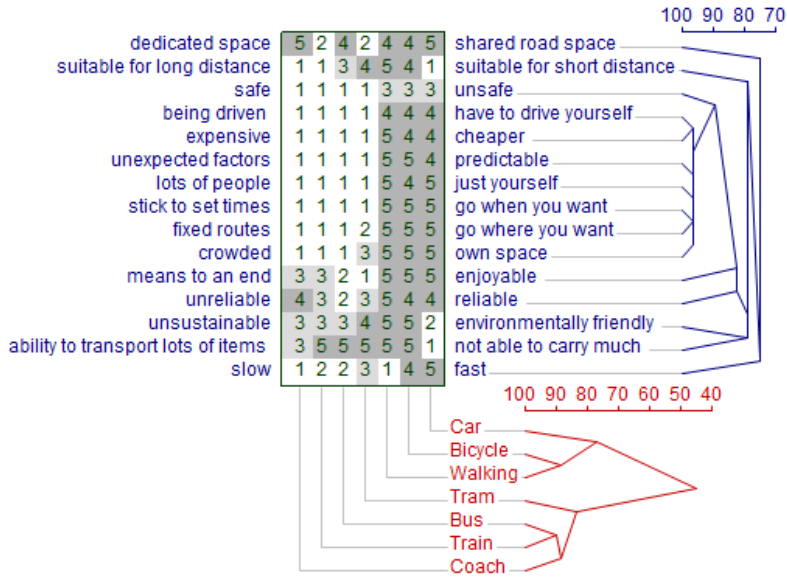 100 90 80 70
dedicated space 5 2 4 2 4 4 5 shared road space
suitable for long distance 1 1 3 4 5 4 1 suitable for short distance
safe 1 1 1 1 3 3 3 unsafe
being driven 1 1 1 1 4 4 4 have to drive yourself
expensive 1 1 1 1 5 4 4 cheaper
unexpected factors 1 1 1 1 5 5 4 predictable
lots of people 1 1 1 1 5 4 5 just yourself
stick to set times 1 1 1 1 5 5 5 go when you want
fixed routes 1 1 1 2 5 5 5 go where you want
crowded 1 1 1 3 5 5 5 own space
means to an end 3 3 2 1 5 5 5 enjoyable
unreliable 4 3 2 3 5 4 4 reliable
unsustainable 3 3 3 4 5 5 2 environmentally friendly
ability to transport lots of items 3 5 5 5 5 5 1 not able to carry much
slow 1 2 2 3 1 4 5 fast
100 90 80 70 60 50 40
Car
Bicycle
Walking
Tram
Bus
Train
Coach